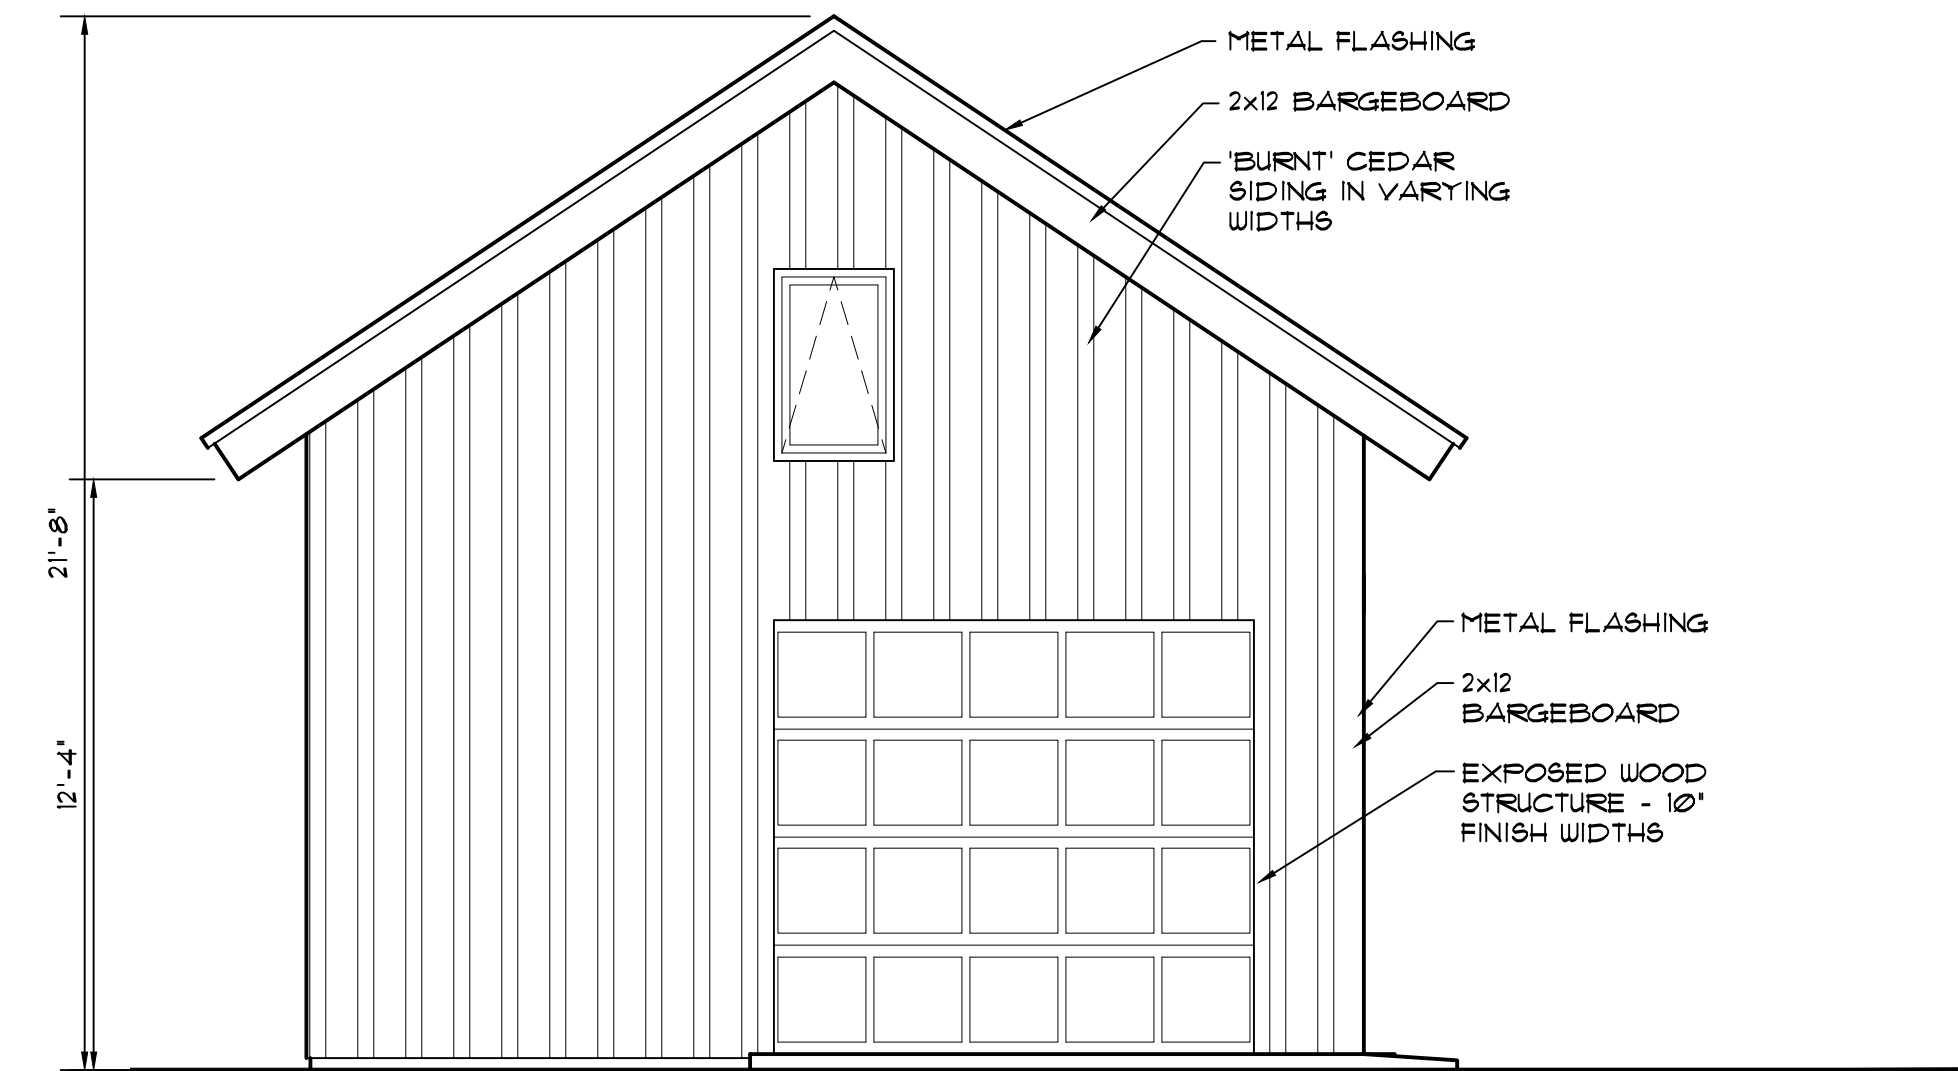 METAL FLASHING
2x12 BARGEBOARD
'BURNT' CEDAR
SIDING IN VARYING
WIDTHS
21'-8"
12'-4"
METAL FLASHING
2x12
BARGEBOARD
EXPOSED WOOD
STRUCTURE - 10"
FINISH WIDTHS